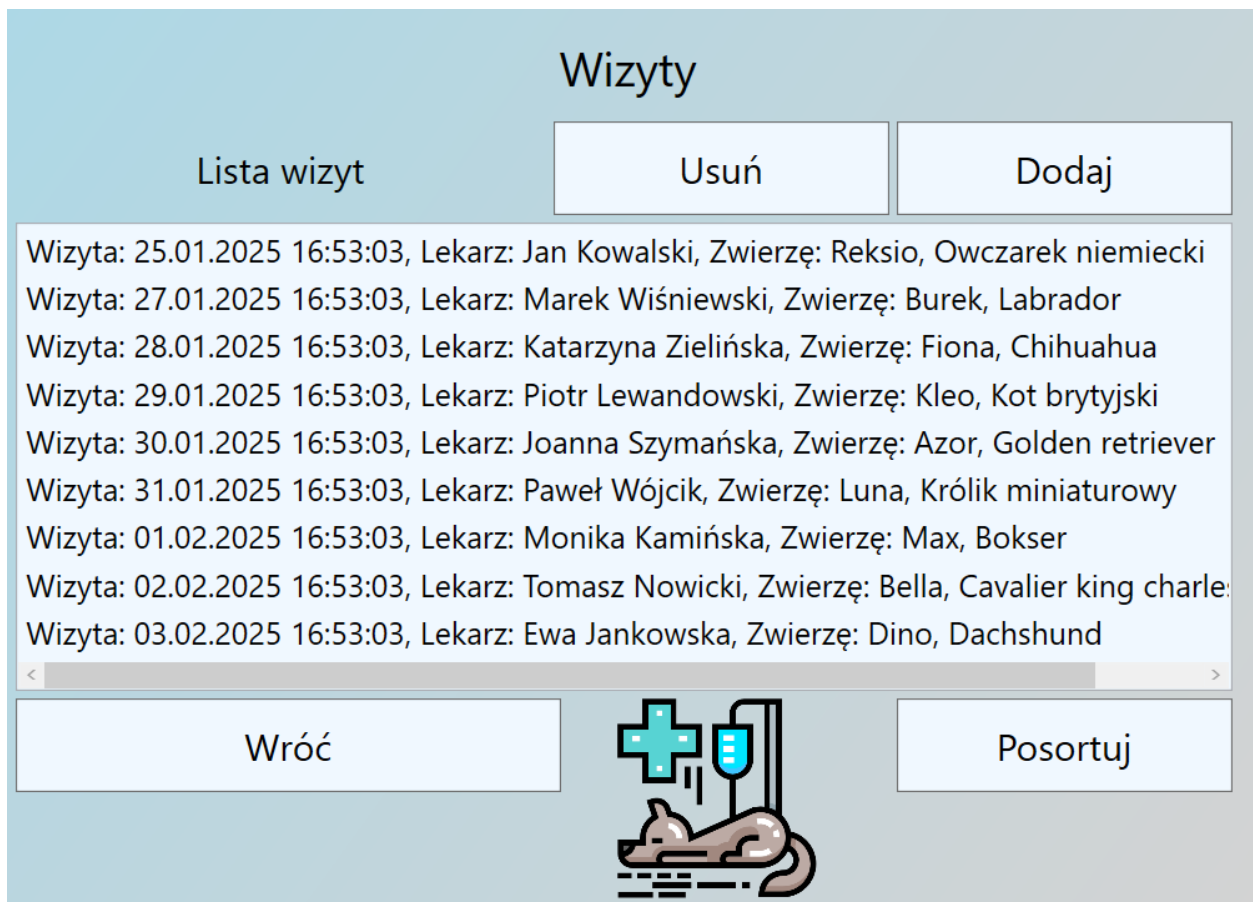 Wizyty
Lista wizyt
Usuń
Dodaj
Wizyta: 25.01.2025 16:53:03, Lekarz: Jan Kowalski, Zwierzę: Reksio, Owczarek niemiecki
Wizyta: 27.01.2025 16:53:03, Lekarz: Marek Wiśniewski, Zwierzę: Burek, Labrador
Wizyta: 28.01.2025 16:53:03, Lekarz: Katarzyna Zielińska, Zwierzę: Fiona, Chihuahua
Wizyta: 29.01.2025 16:53:03, Lekarz: Piotr Lewandowski, Zwierzę: Kleo, Kot brytyjski
Wizyta: 30.01.2025 16:53:03, Lekarz: Joanna Szymańska, Zwierzę: Azor, Golden retriever
Wizyta: 31.01.2025 16:53:03, Lekarz: Paweł Wójcik, Zwierzę: Luna, Królik miniaturowy
Wizyta: 01.02.2025 16:53:03, Lekarz: Monika Kamińska, Zwierzę: Max, Bokser
Wizyta: 02.02.2025 16:53:03, Lekarz: Tomasz Nowicki, Zwierzę: Bella, Cavalier king charles
Wizyta: 03.02.2025 16:53:03, Lekarz: Ewa Jankowska, Zwierzę: Dino, Dachshund
Wróć
Posortuj